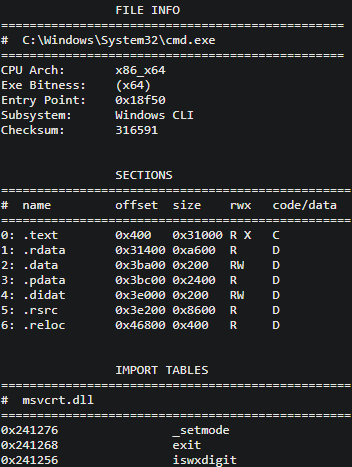 FILE INFO
=================================================
#  C:\Windows\System32\cmd.exe
=================================================
CPU Arch:       x86_x64
Exe Bitness:    (x64)
Entry Point:    0x18f50
Subsystem:      Windows CLI
Checksum:       316591
SECTIONS
==================================================
#  name         offset  size    rwx   code/data
==================================================
0: .text        0x400   0x31000 R X   C
1: .rdata       0x31400 0xa600  R     D
2: .data        0x3ba00 0x200   RW    D
3: .pdata       0x3bc00 0x2400  R     D
4: .didat       0x3e000 0x200   RW    D
5: .rsrc        0x3e200 0x8600  R     D
6: .reloc       0x46800 0x400   R     D
IMPORT TABLES
==================================================
#  msvcrt.dll
==================================================
0x241276                _setmode
0x241268                exit
0x241256                iswxdigit